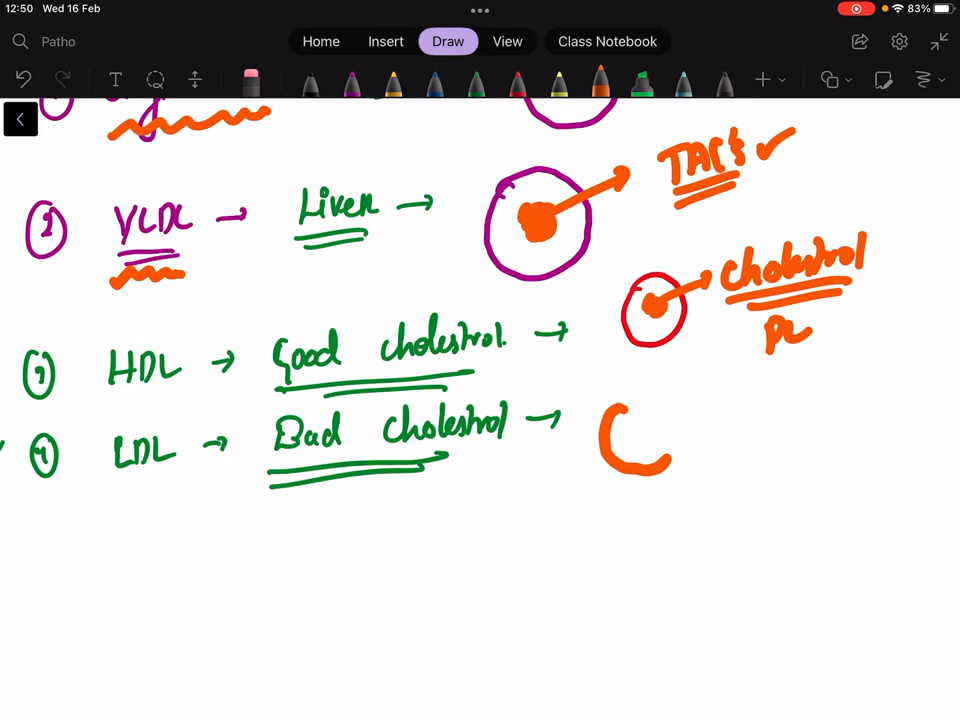 12:50 Wed 16 Feb 83%
Patho Home Insert Draw View Class Notebook
T
② VLDL → Liver → TAG's ✓
Cholestrol
PL
③ HDL → Good cholestrol →
④ LDL → Bad cholestrol →